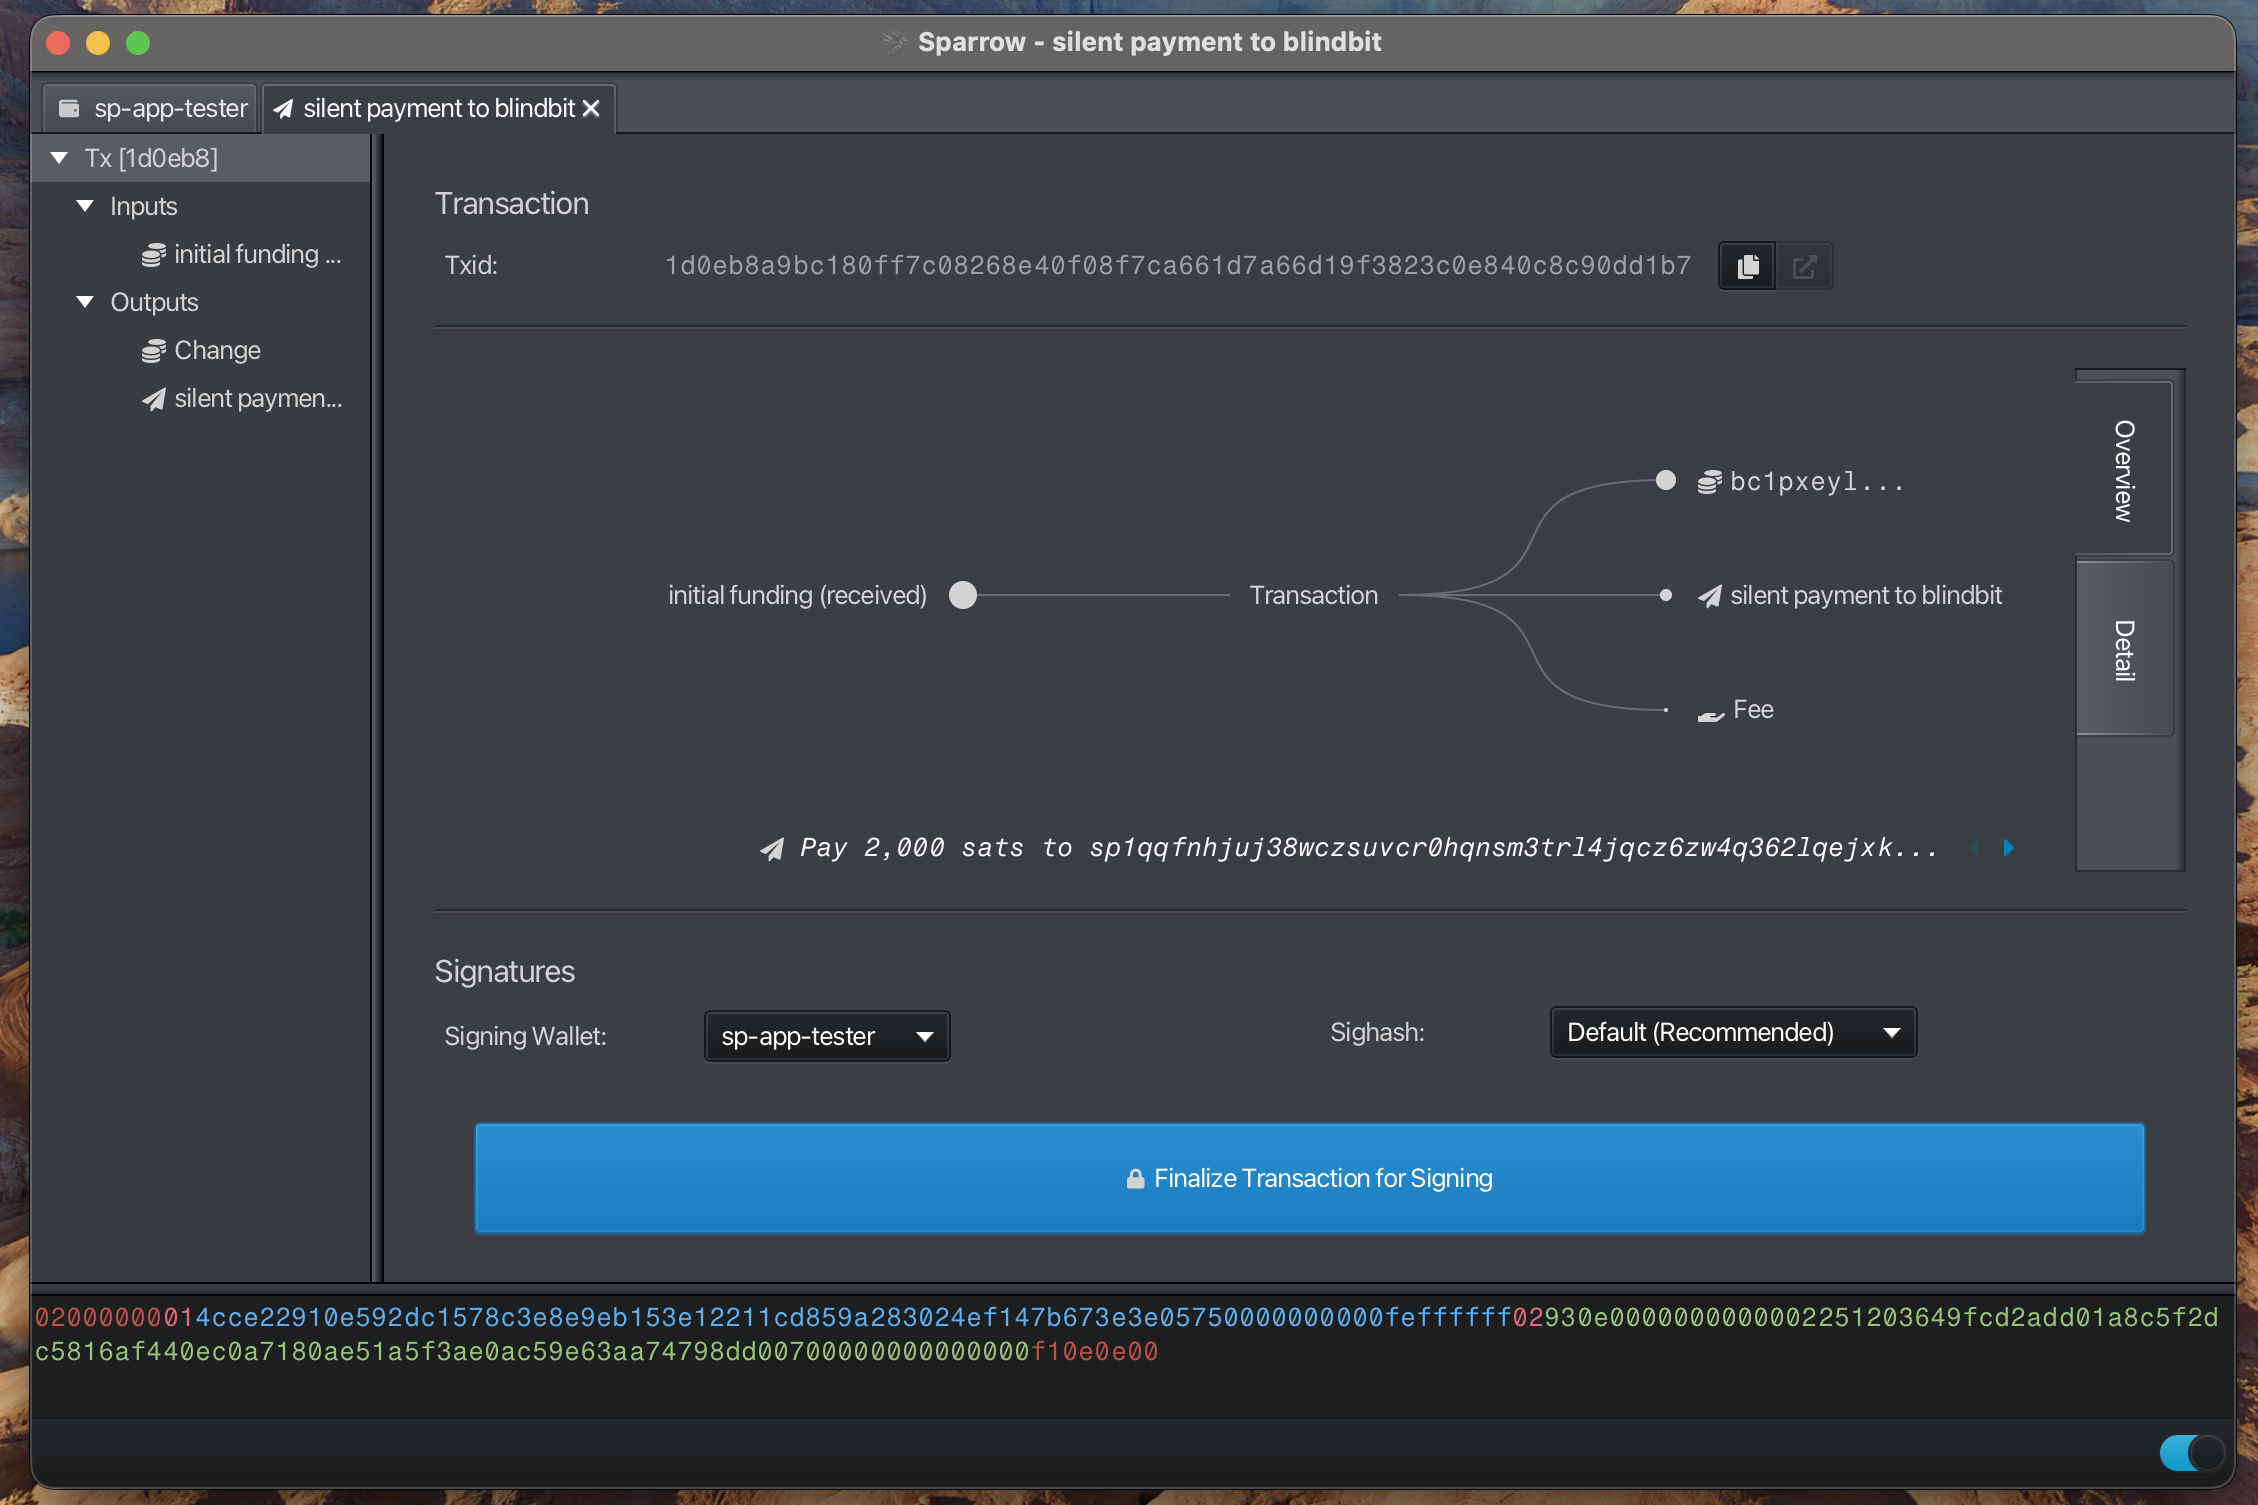 Sparrow - silent payment to blindbit
sp-app-tester
silent payment to blindbit
Tx [1d0eb8]
Inputs
initial funding ...
Outputs
Change
silent paymen...
Transaction
Txid:
1d0eb8a9bc180ff7c08268e40f08f7ca661d7a66d19f3823c0e840c8c90dd1b7
bc1pxeyl...
initial funding (received)
Transaction
silent payment to blindbit
Fee
Overview
Detail
Pay 2,000 sats to sp1qqfnhjuj38wczsuvcr0hqnsm3trl4jqcz6zw4q362lqejxk...
Signatures
Signing Wallet:
sp-app-tester
Sighash:
Default (Recommended)
Finalize Transaction for Signing
02000000014cce22910e592dc1578c3e8e9eb153e12211cd859a283024ef147b673e3e05750000000000feffffff02930e0000000000002251203649fcd2add01a8c5f2d
c5816af440ec0a7180ae51a5f3ae0ac59e63aa74798dd00700000000000000f10e0e00